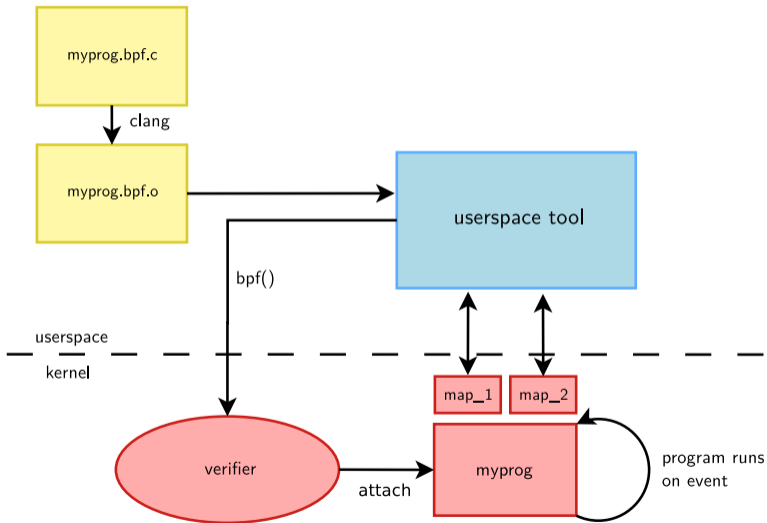 myprog.bpf.c
clang
myprog.bpf.o
userspace tool
bpf()
userspace
kernel
map_1
map_2
verifier
attach
myprog
program runs
on event